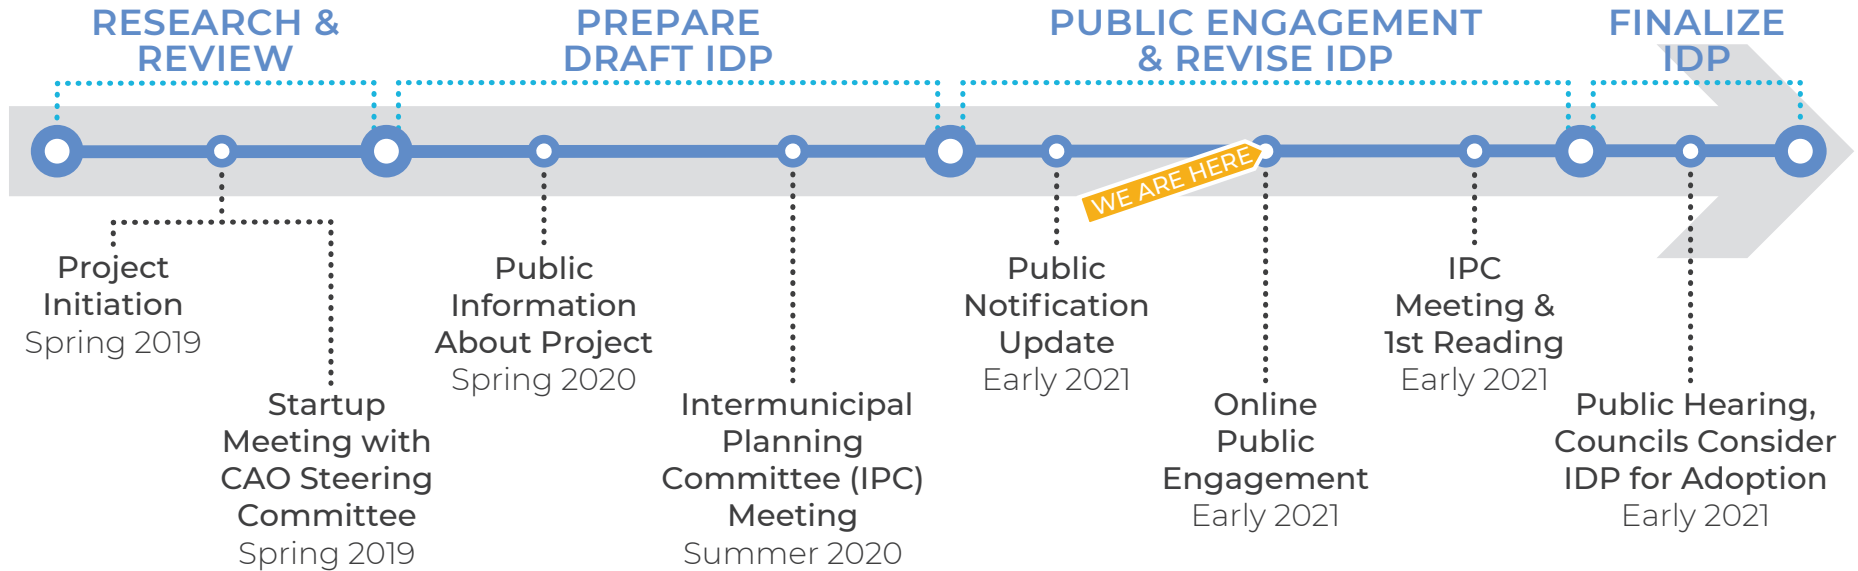 RESEARCH &
REVIEW
PREPARE
DRAFT IDP
PUBLIC ENGAGEMENT
& REVISE IDP
FINALIZE
IDP
WE ARE HERE
Project
Initiation
Spring 2019
Startup
Meeting with
CAO Steering
Committee
Spring 2019
Public
Information
About Project
Spring 2020
Intermunicipal
Planning
Committee (IPC)
Meeting
Summer 2020
Public
Notification
Update
Early 2021
Online
Public
Engagement
Early 2021
IPC
Meeting &
1st Reading
Early 2021
Public Hearing,
Councils Consider
IDP for Adoption
Early 2021